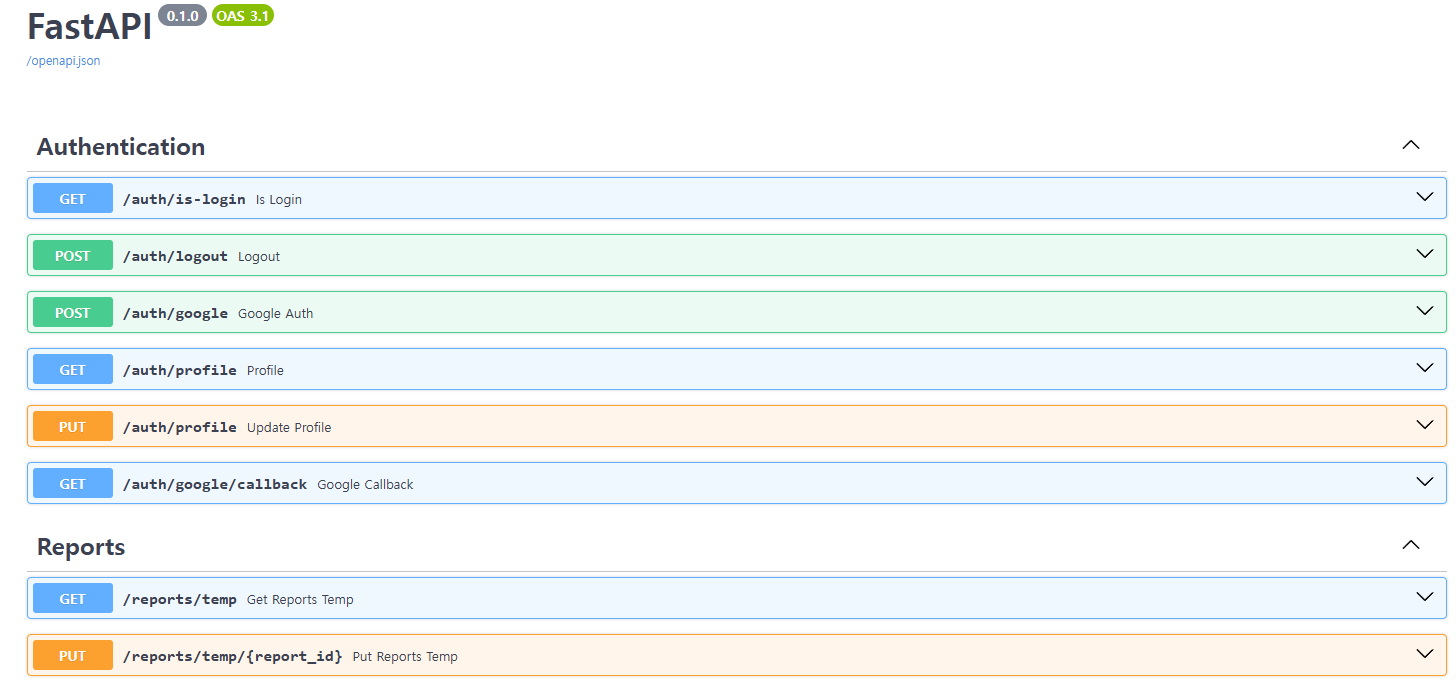 FastAPI 0.1.0 OAS 3.1
/openapi.json
Authentication
GET /auth/is-login Is Login
POST /auth/logout Logout
POST /auth/google Google Auth
GET /auth/profile Profile
PUT /auth/profile Update Profile
GET /auth/google/callback Google Callback
Reports
GET /reports/temp Get Reports Temp
PUT /reports/temp/{report_id} Put Reports Temp